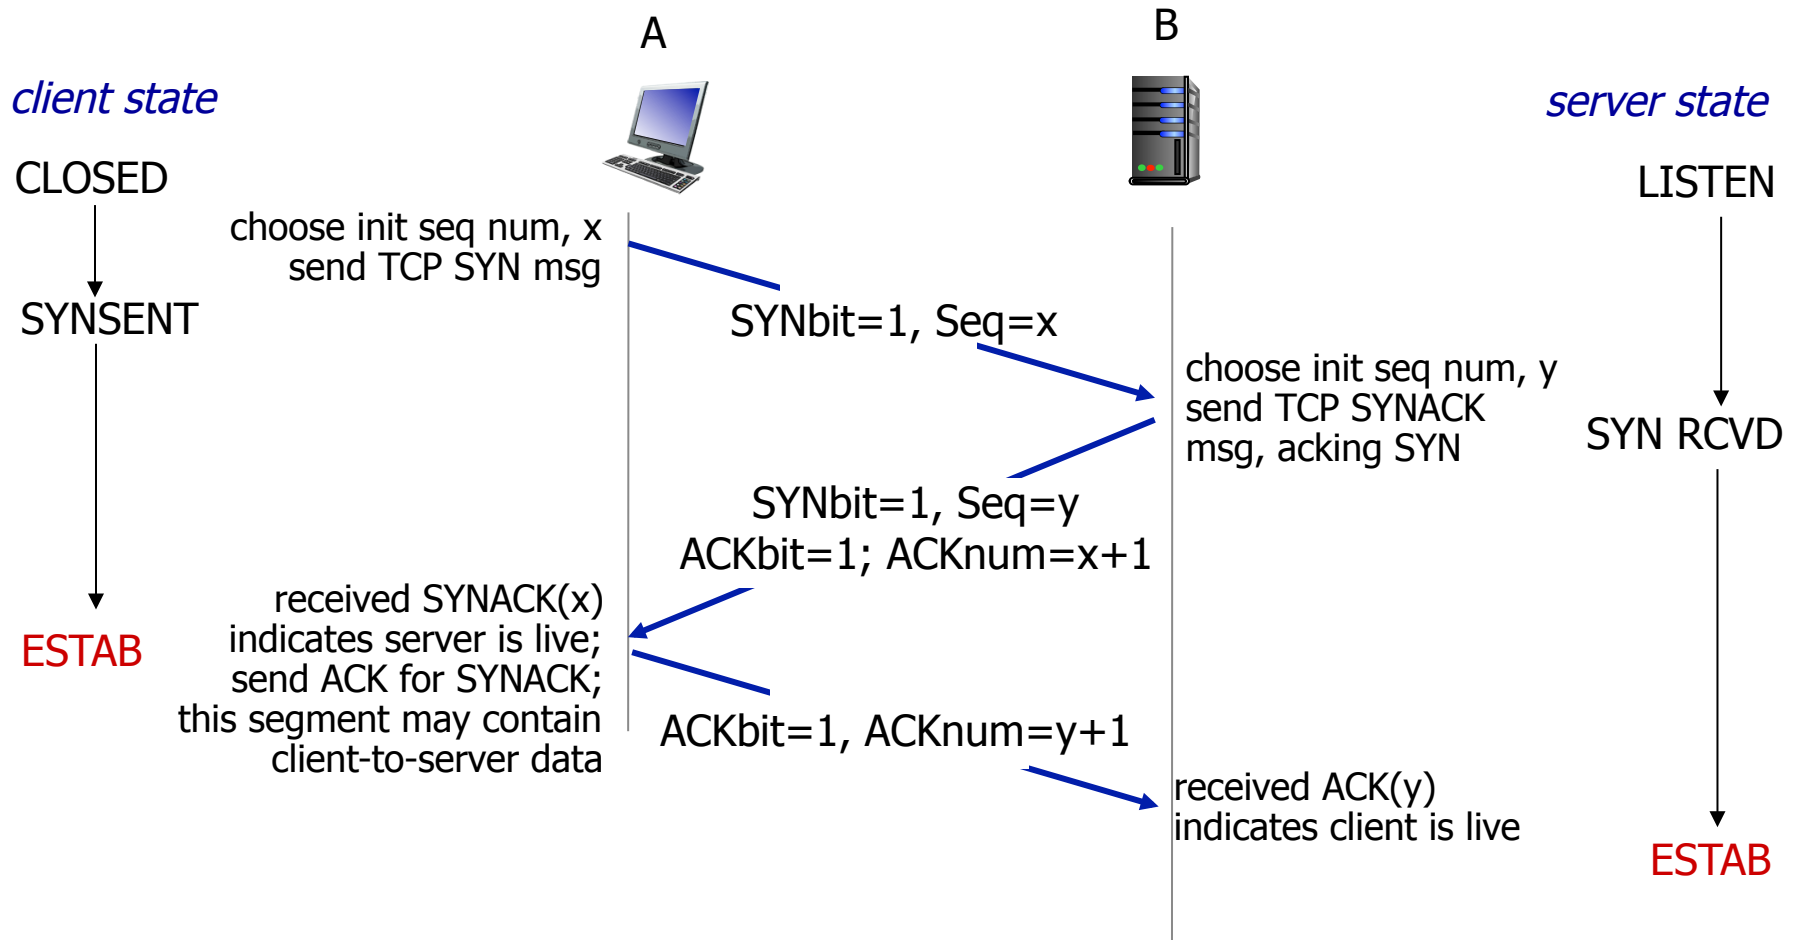 A
B
client state
server state
CLOSED
LISTEN
choose init seq num, x
send TCP SYN msg
SYNSENT
SYNbit=1, Seq=x
choose init seq num, y
send TCP SYNACK
msg, acking SYN
SYN RCVD
SYNbit=1, Seq=y
ACKbit=1; ACKnum=x+1
received SYNACK(x)
indicates server is live;
send ACK for SYNACK;
this segment may contain
client-to-server data
ESTAB
ACKbit=1, ACKnum=y+1
received ACK(y)
indicates client is live
ESTAB